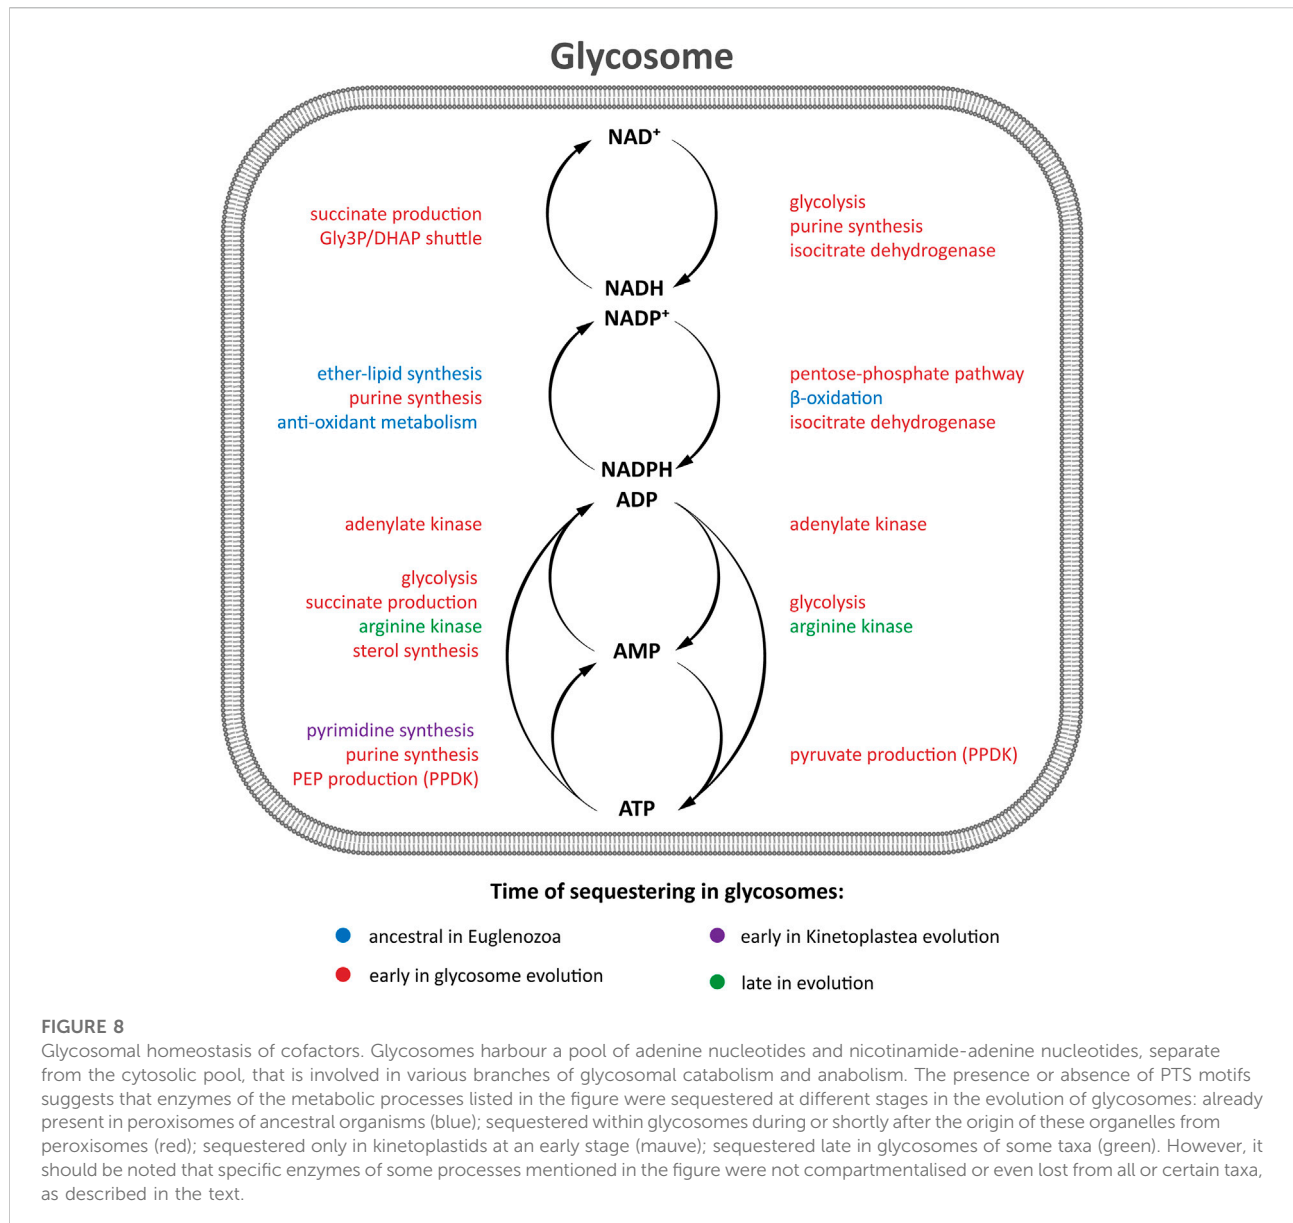 Glycosome
NAD⁺
succinate production
Gly3P/DHAP shuttle
glycolysis
purine synthesis
isocitrate dehydrogenase
NADH
NADP⁺
ether-lipid synthesis
purine synthesis
anti-oxidant metabolism
pentose-phosphate pathway
β-oxidation
isocitrate dehydrogenase
NADPH
ADP
adenylate kinase
adenylate kinase
glycolysis
succinate production
arginine kinase
sterol synthesis
glycolysis
arginine kinase
AMP
pyrimidine synthesis
purine synthesis
PEP production (PPDK)
pyruvate production (PPDK)
ATP
Time of sequestering in glycosomes:
ancestral in Euglenozoa
early in Kinetoplastea evolution
early in glycosome evolution
late in evolution
FIGURE 8
Glycosomal homeostasis of cofactors. Glycosomes harbour a pool of adenine nucleotides and nicotinamide-adenine nucleotides, separate
from the cytosolic pool, that is involved in various branches of glycosomal catabolism and anabolism. The presence or absence of PTS motifs
suggests that enzymes of the metabolic processes listed in the figure were sequestered at different stages in the evolution of glycosomes: already
present in peroxisomes of ancestral organisms (blue); sequestered within glycosomes during or shortly after the origin of these organelles from
peroxisomes (red); sequestered only in kinetoplastids at an early stage (mauve); sequestered late in glycosomes of some taxa (green). However, it
should be noted that specific enzymes of some processes mentioned in the figure were not compartmentalised or even lost from all or certain taxa,
as described in the text.